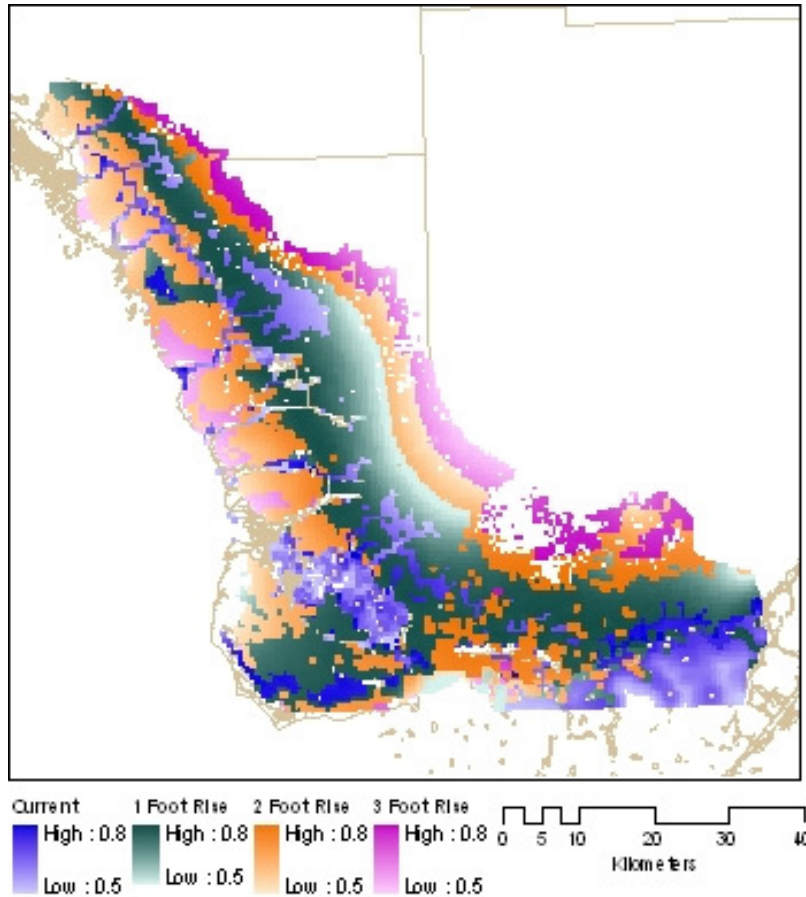 Current 1 Foot Rise 2 Foot Rise 3 Foot Rise
High : 0.8 High : 0.8 High : 0.8 High : 0.8
Low : 0.5 Low : 0.5 Low : 0.5 Low : 0.5
0 5 10 20 30 40
Kilometers